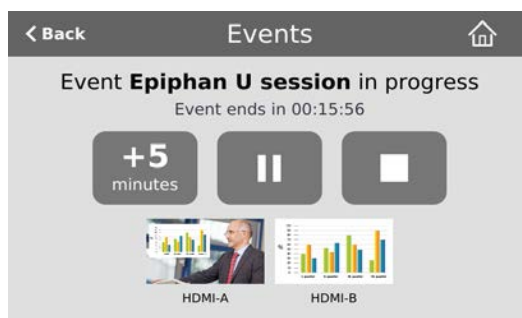 Back
Events
Event Epiphan U session in progress
Event ends in 00:15:56
+5
minutes
HDMI-A
HDMI-B